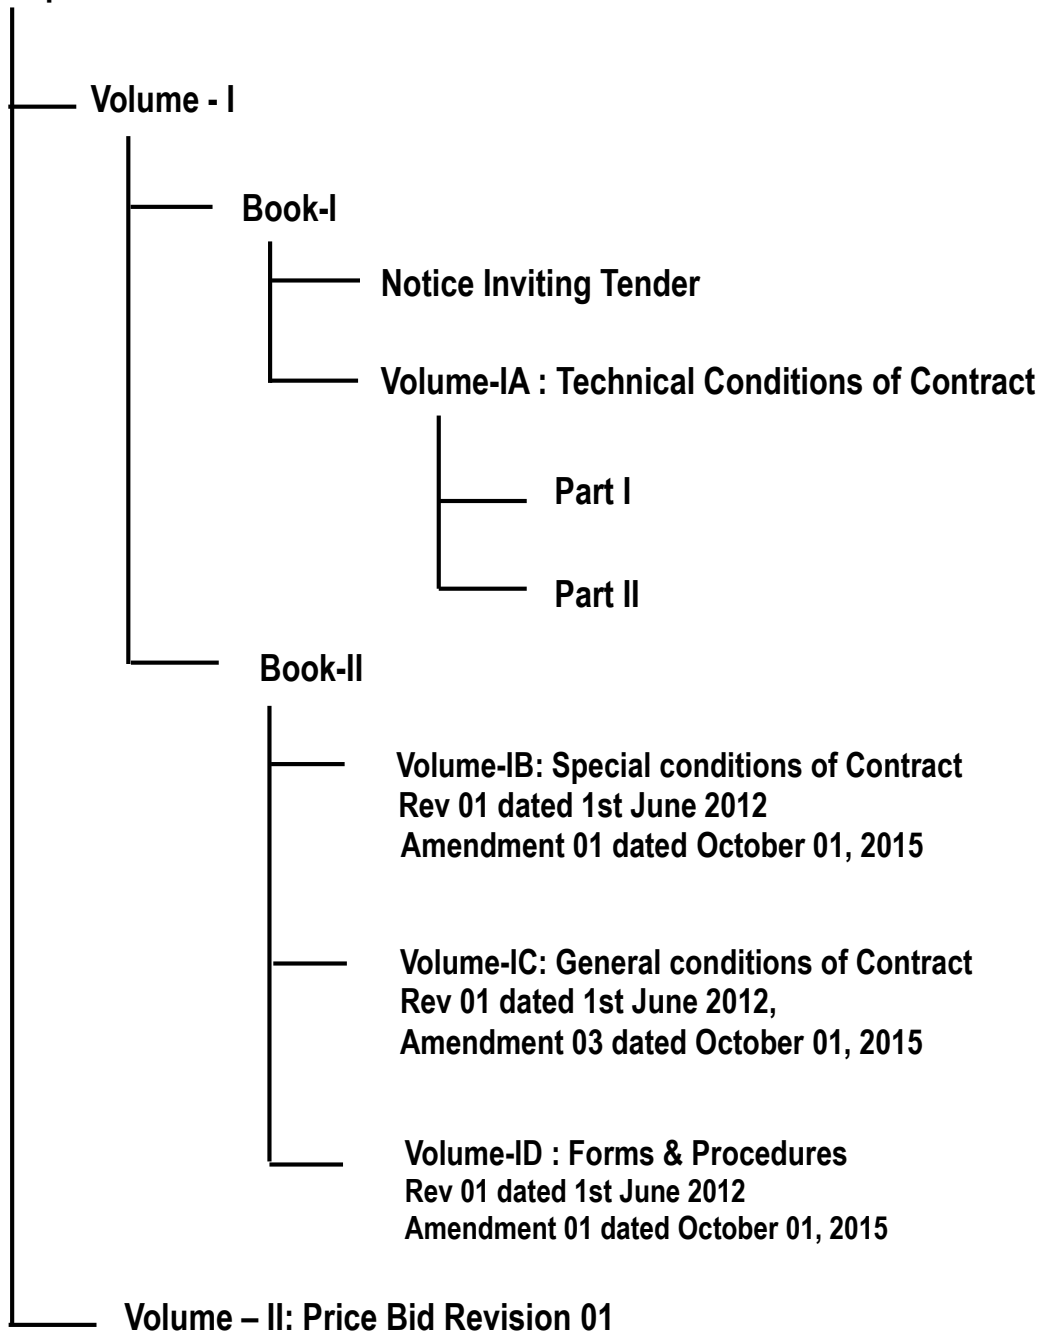 Volume - I
Book-I
Notice Inviting Tender
Volume-IA : Technical Conditions of Contract
Part I
Part II
Book-II
Volume-IB: Special conditions of Contract
Rev 01 dated 1st June 2012
Amendment 01 dated October 01, 2015
Volume-IC: General conditions of Contract
Rev 01 dated 1st June 2012,
Amendment 03 dated October 01, 2015
Volume-ID : Forms & Procedures
Rev 01 dated 1st June 2012
Amendment 01 dated October 01, 2015
Volume – II: Price Bid Revision 01